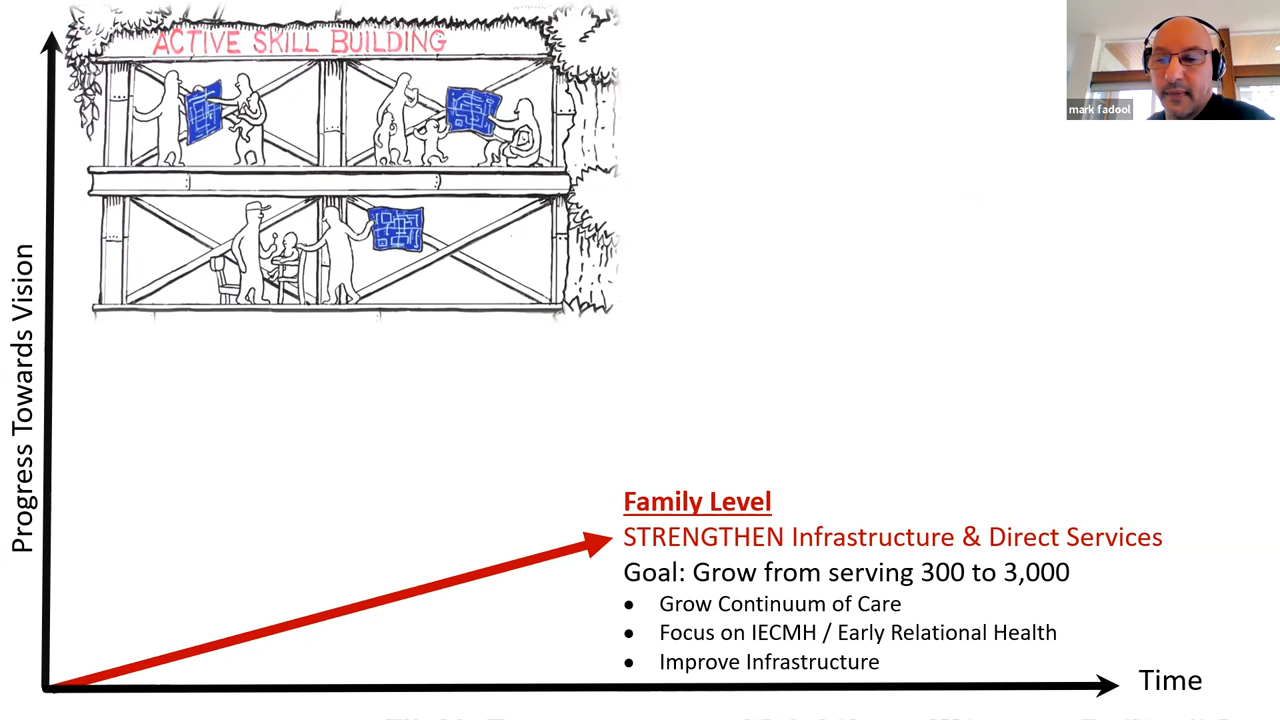 ACTIVE SKILL BUILDING
mark fadool
Progress Towards Vision
Family Level
STRENGTHEN Infrastructure & Direct Services
Goal: Grow from serving 300 to 3,000
• Grow Continuum of Care
• Focus on IECMH / Early Relational Health
• Improve Infrastructure
Time